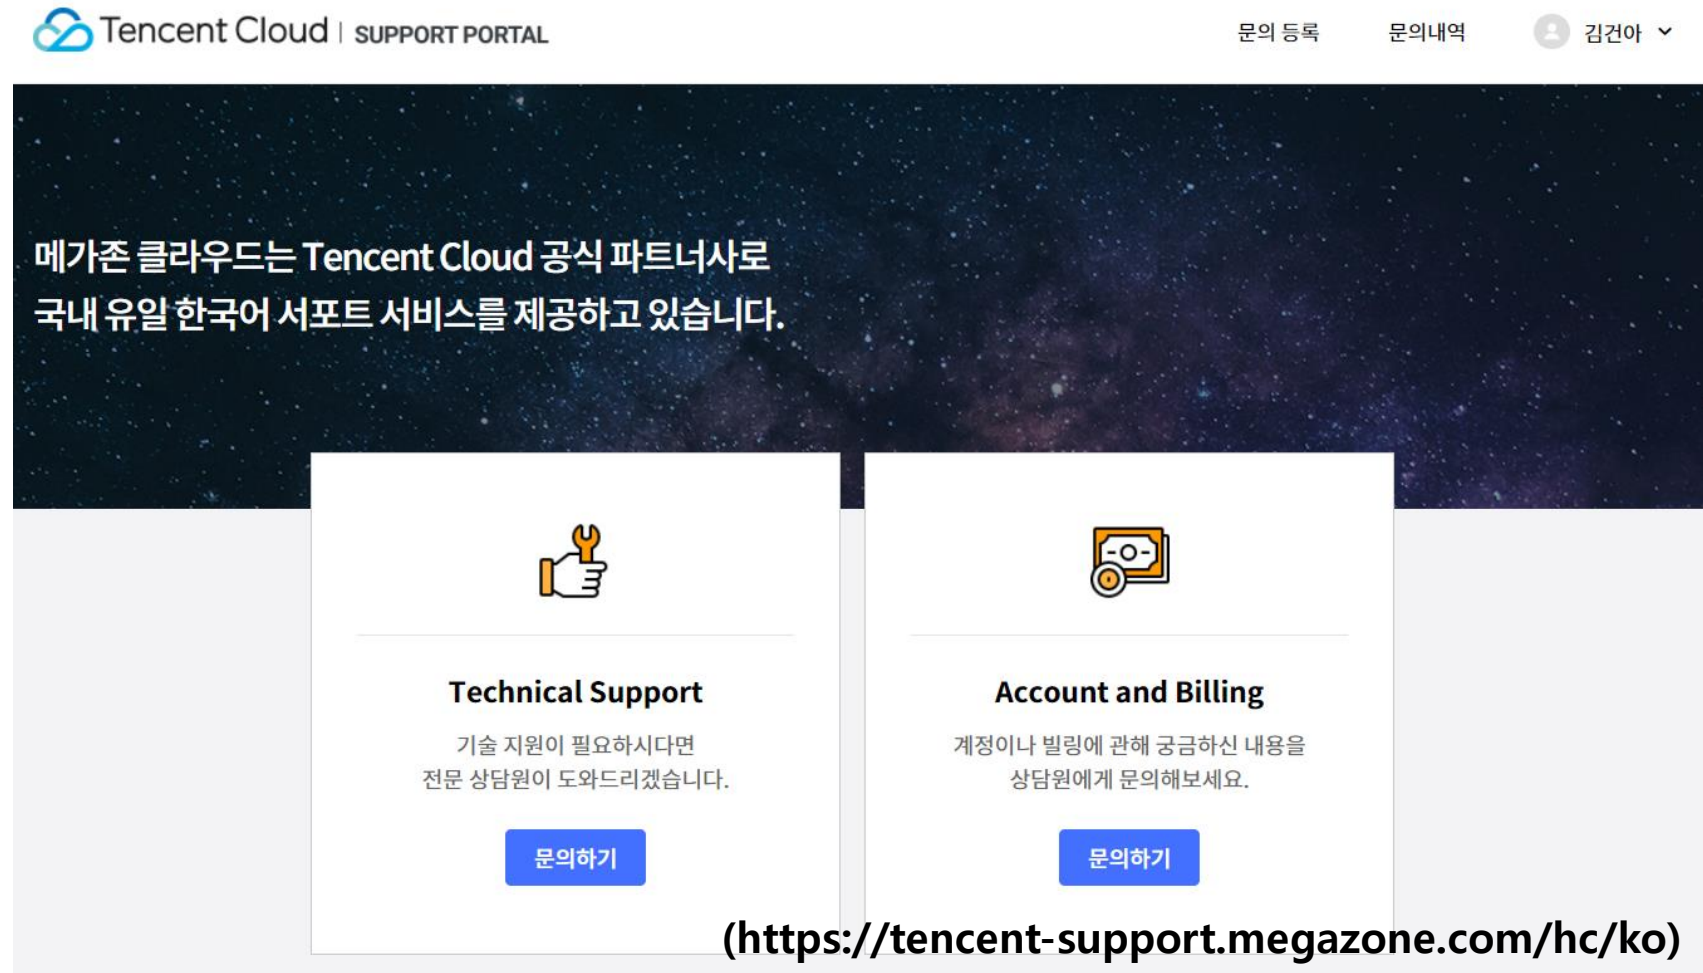 Tencent Cloud | SUPPORT PORTAL
문의 등록
문의내역
김건아
메가존 클라우드는 Tencent Cloud 공식 파트너사로
국내 유일 한국어 서포트 서비스를 제공하고 있습니다.
Technical Support
기술 지원이 필요하시다면
전문 상담원이 도와드리겠습니다.
문의하기
Account and Billing
계정이나 빌링에 관해 궁금하신 내용을
상담원에게 문의해보세요.
문의하기
(https://tencent-support.megazone.com/hc/ko)